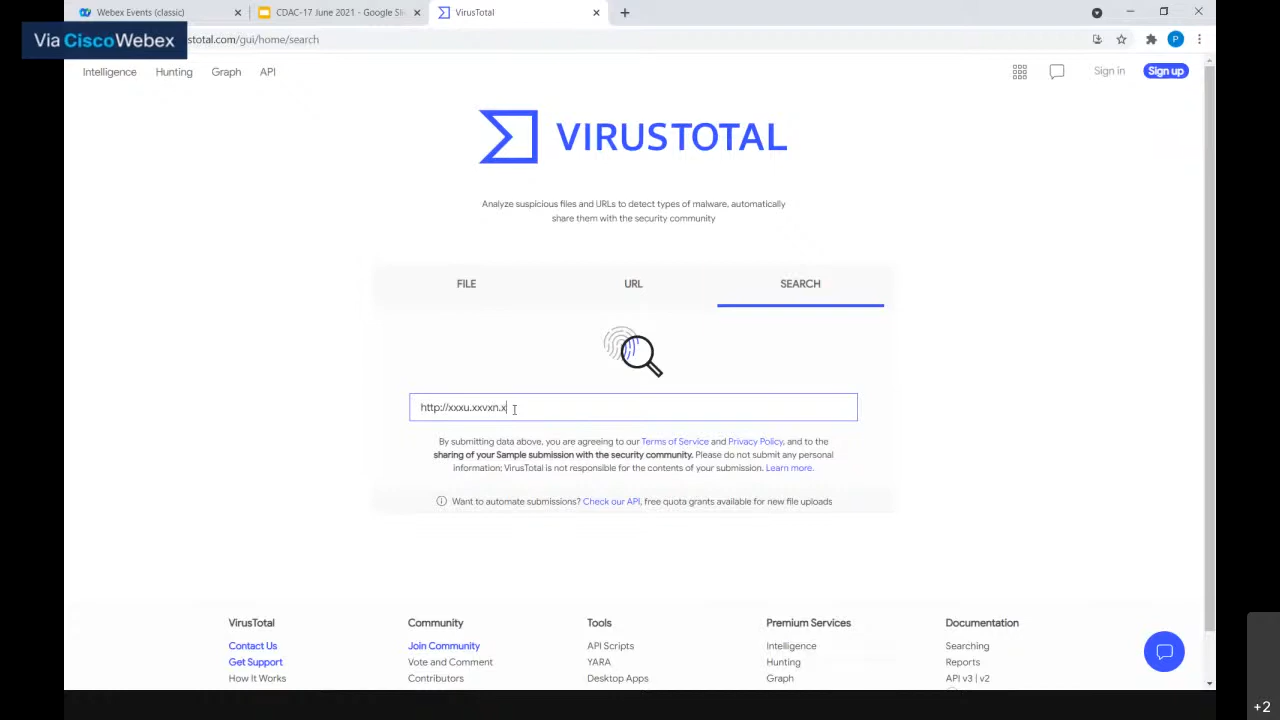 Webex Events (classic)
CDAC-17 June 2021 - Google Sli
VirusTotal
Via CiscoWebex
stotal.com/gui/home/search
P
Intelligence
Hunting
Graph
API
Sign in
Sign up
VIRUSTOTAL
Analyze suspicious files and URLs to detect types of malware, automatically
share them with the security community
FILE
URL
SEARCH
http://xxxu.xxvxn.x
By submitting data above, you are agreeing to our Terms of Service and Privacy Policy, and to the
sharing of your Sample submission with the security community. Please do not submit any personal
information; VirusTotal is not responsible for the contents of your submission. Learn more.
Want to automate submissions? Check our API, free quota grants available for new file uploads
VirusTotal
Community
Tools
Premium Services
Documentation
Contact Us
Join Community
API Scripts
Intelligence
Searching
Get Support
Vote and Comment
YARA
Hunting
Reports
How It Works
Contributors
Desktop Apps
Graph
API v3 | v2
+2